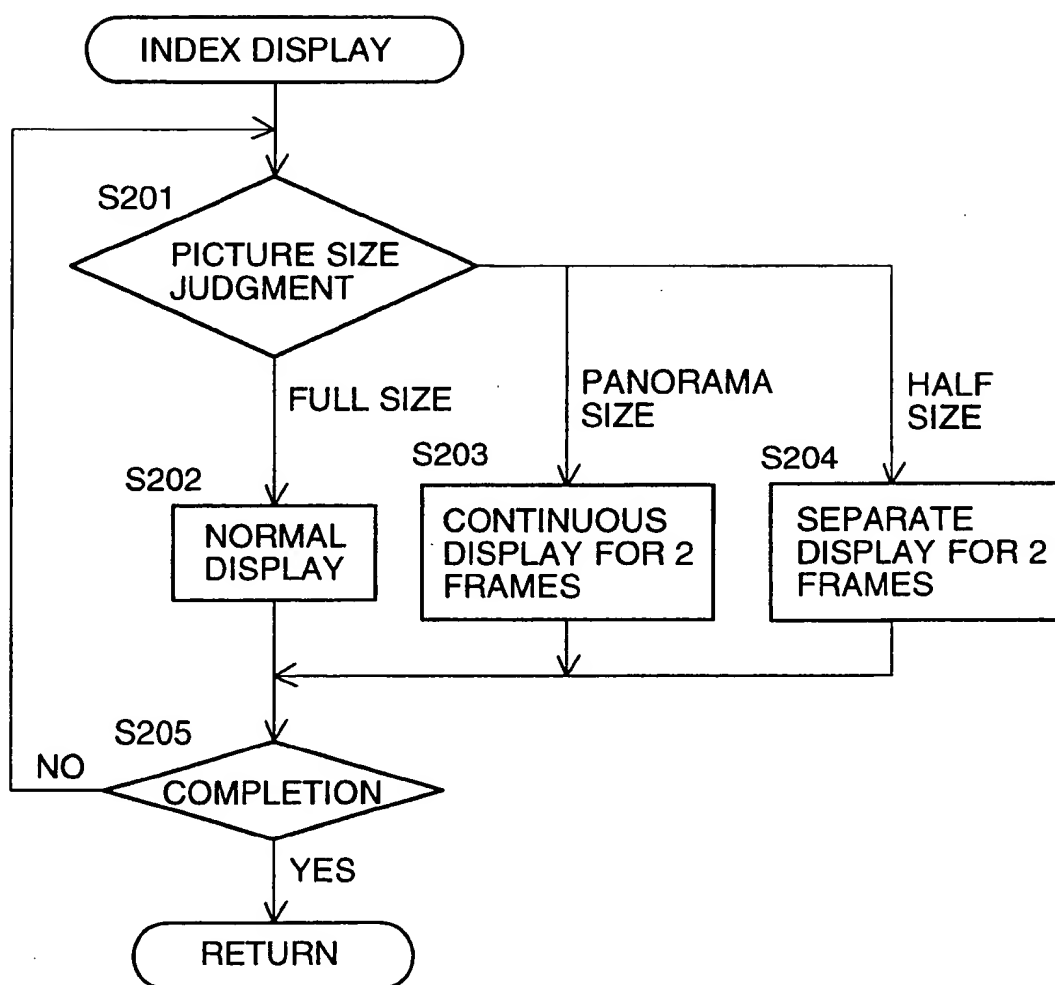 INDEX DISPLAY
S201
PICTURE SIZE
JUDGMENT
FULL SIZE
PANORAMA
SIZE
HALF
SIZE
S202
NORMAL
DISPLAY
S203
CONTINUOUS
DISPLAY FOR 2
FRAMES
S204
SEPARATE
DISPLAY FOR 2
FRAMES
S205
NO
COMPLETION
YES
RETURN